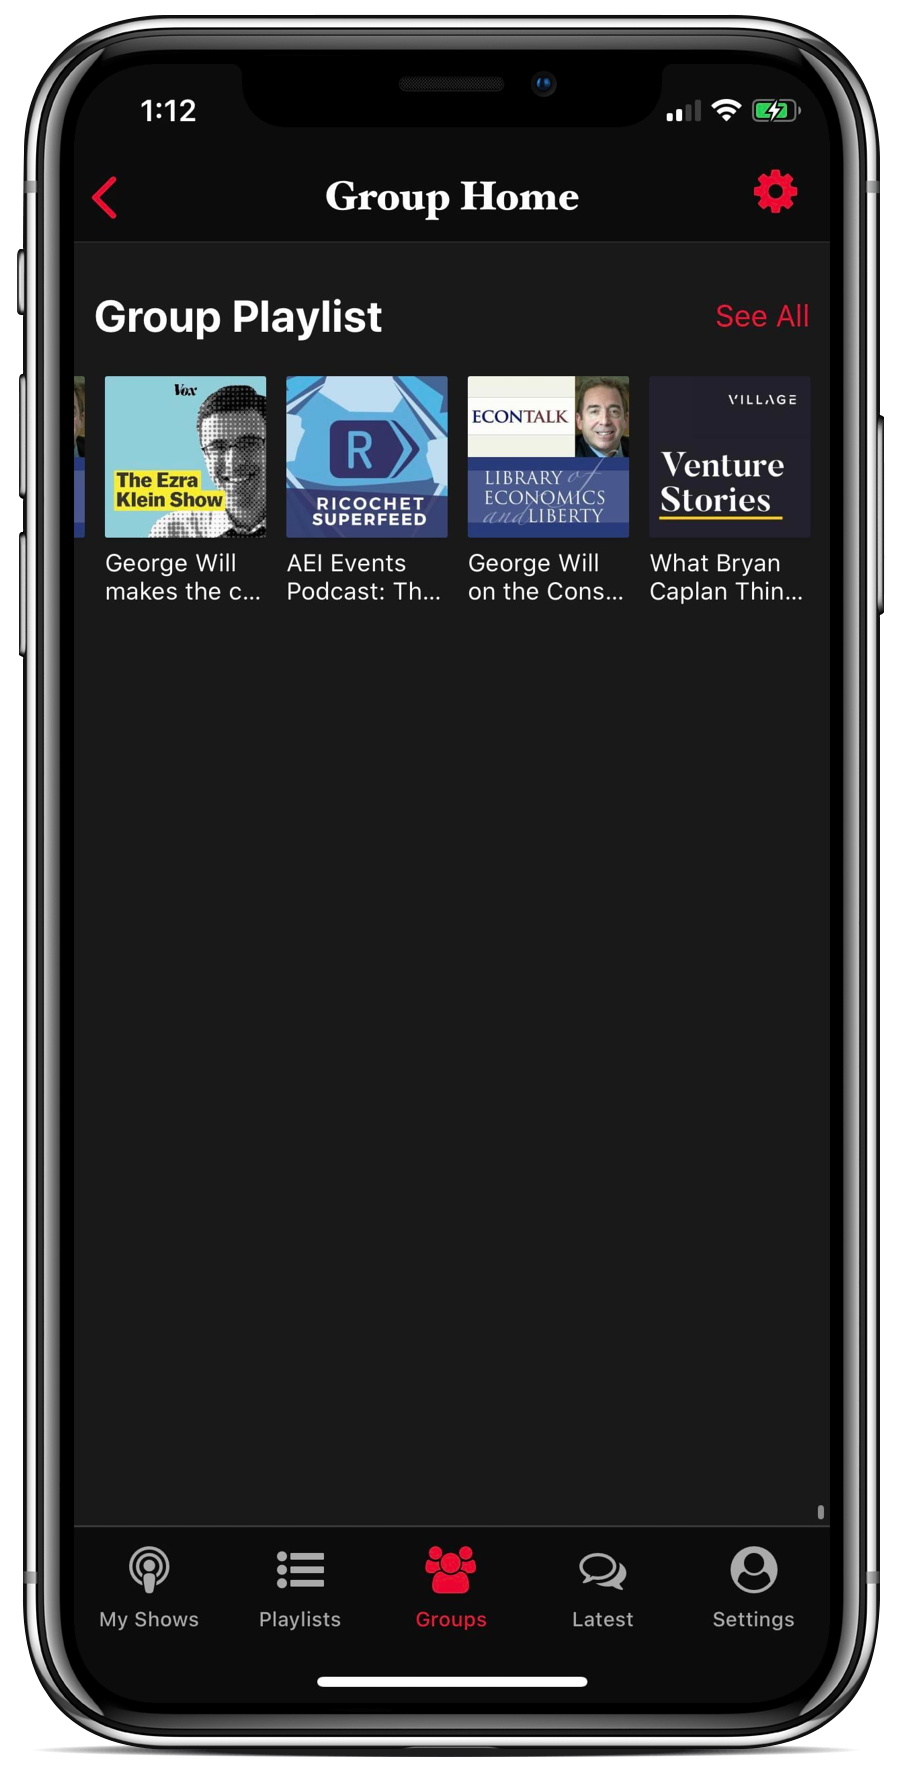 1:12
Group Home
Group Playlist
See All
Vox
The Ezra
Klein Show
R
RICOCHET
SUPERFEED
ECONTALK
LIBRARY of
ECONOMICS
and LIBERTY
VILLAGE
Venture
Stories
George Will
makes the c...
AEI Events
Podcast: Th...
George Will
on the Cons...
What Bryan
Caplan Thin...
My Shows
Playlists
Groups
Latest
Settings